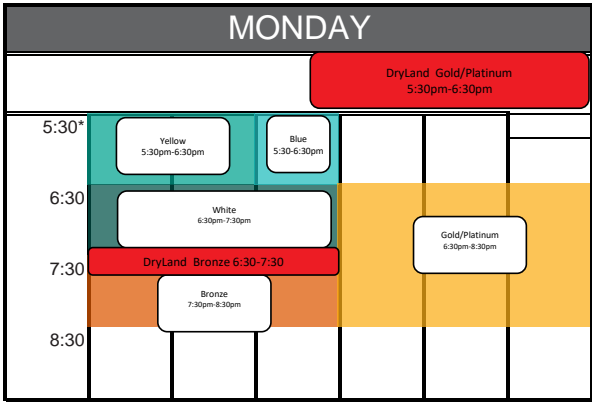 MONDAY
DryLand Gold/Platinum
5:30pm-6:30pm
5:30*
Yellow
5:30pm-6:30pm
Blue
5:30-6:30pm
6:30
White
6:30pm-7:30pm
Gold/Platinum
6:30pm-8:30pm
7:30
DryLand Bronze 6:30-7:30
Bronze
7:30pm-8:30pm
8:30